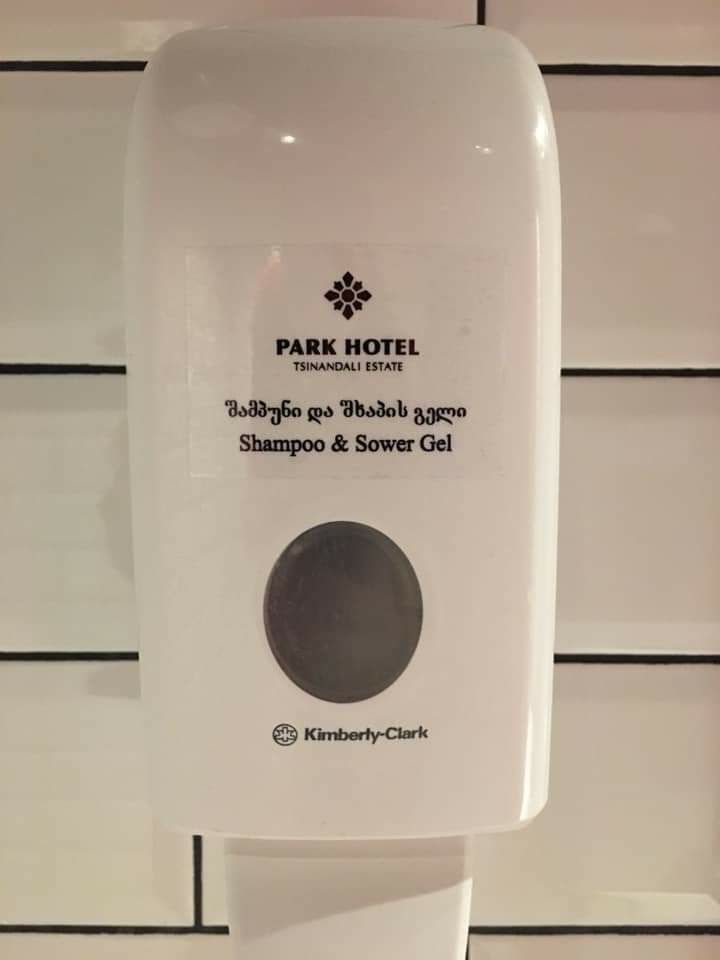 PARK HOTEL
TSINANDALI ESTATE
შამპუნი და შხაპის გელი
Shampoo & Sower Gel
Kimberly-Clark